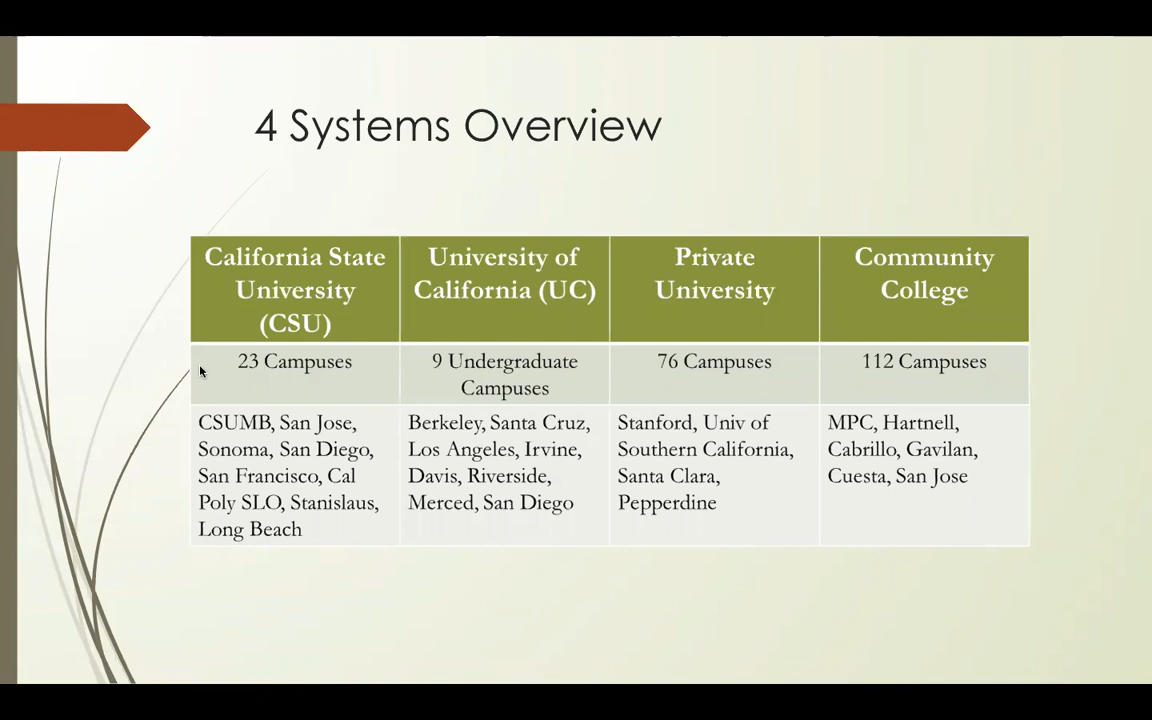 4 Systems Overview
California State
University
(CSU)
University of
California (UC)
Private
University
Community
College
23 Campuses
9 Undergraduate
Campuses
76 Campuses
112 Campuses
CSUMB, San Jose,
Sonoma, San Diego,
San Francisco, Cal
Poly SLO, Stanislaus,
Long Beach
Berkeley, Santa Cruz,
Los Angeles, Irvine,
Davis, Riverside,
Merced, San Diego
Stanford, Univ of
Southern California,
Santa Clara,
Pepperdine
MPC, Hartnell,
Cabrillo, Gavilan,
Cuesta, San Jose